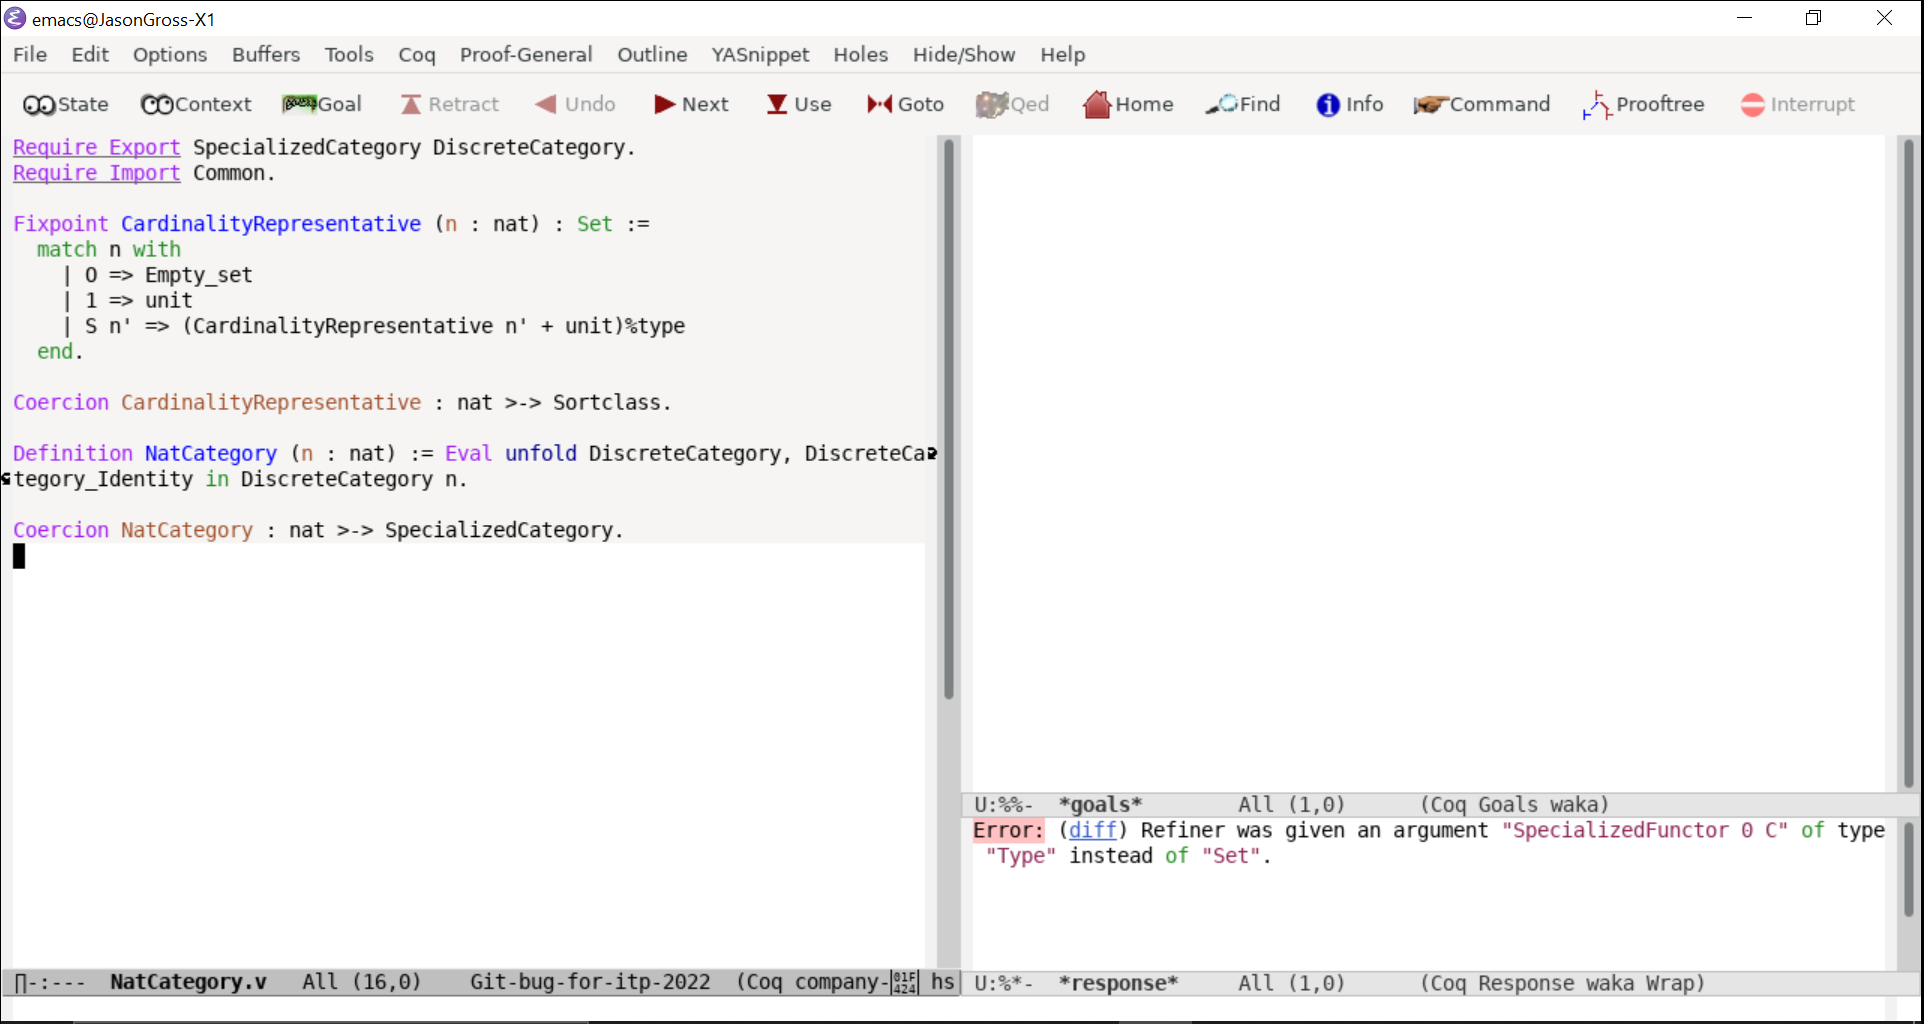 emacs@JasonGross-X1
File Edit Options Buffers Tools Coq Proof-General Outline YASnippet Holes Hide/Show Help
State Context Goal Retract Undo Next Use Goto Qed Home Find Info Command Prooftree Interrupt
Require Export SpecializedCategory DiscreteCategory.
Require Import Common.
Fixpoint CardinalityRepresentative (n : nat) : Set :=
match n with
| O => Empty_set
| 1 => unit
| S n' => (CardinalityRepresentative n' + unit)%type
end.
Coercion CardinalityRepresentative : nat >-> Sortclass.
Definition NatCategory (n : nat) := Eval unfold DiscreteCategory, DiscreteCa
tegory_Identity in DiscreteCategory n.
Coercion NatCategory : nat >-> SpecializedCategory.
∏-:--- NatCategory.v All (16,0) Git-bug-for-itp-2022 (Coq company-01F424 hs
U:%%- *goals* All (1,0) (Coq Goals waka)
Error: (diff) Refiner was given an argument "SpecializedFunctor 0 C" of type
"Type" instead of "Set".
U:%*- *response* All (1,0) (Coq Response waka Wrap)